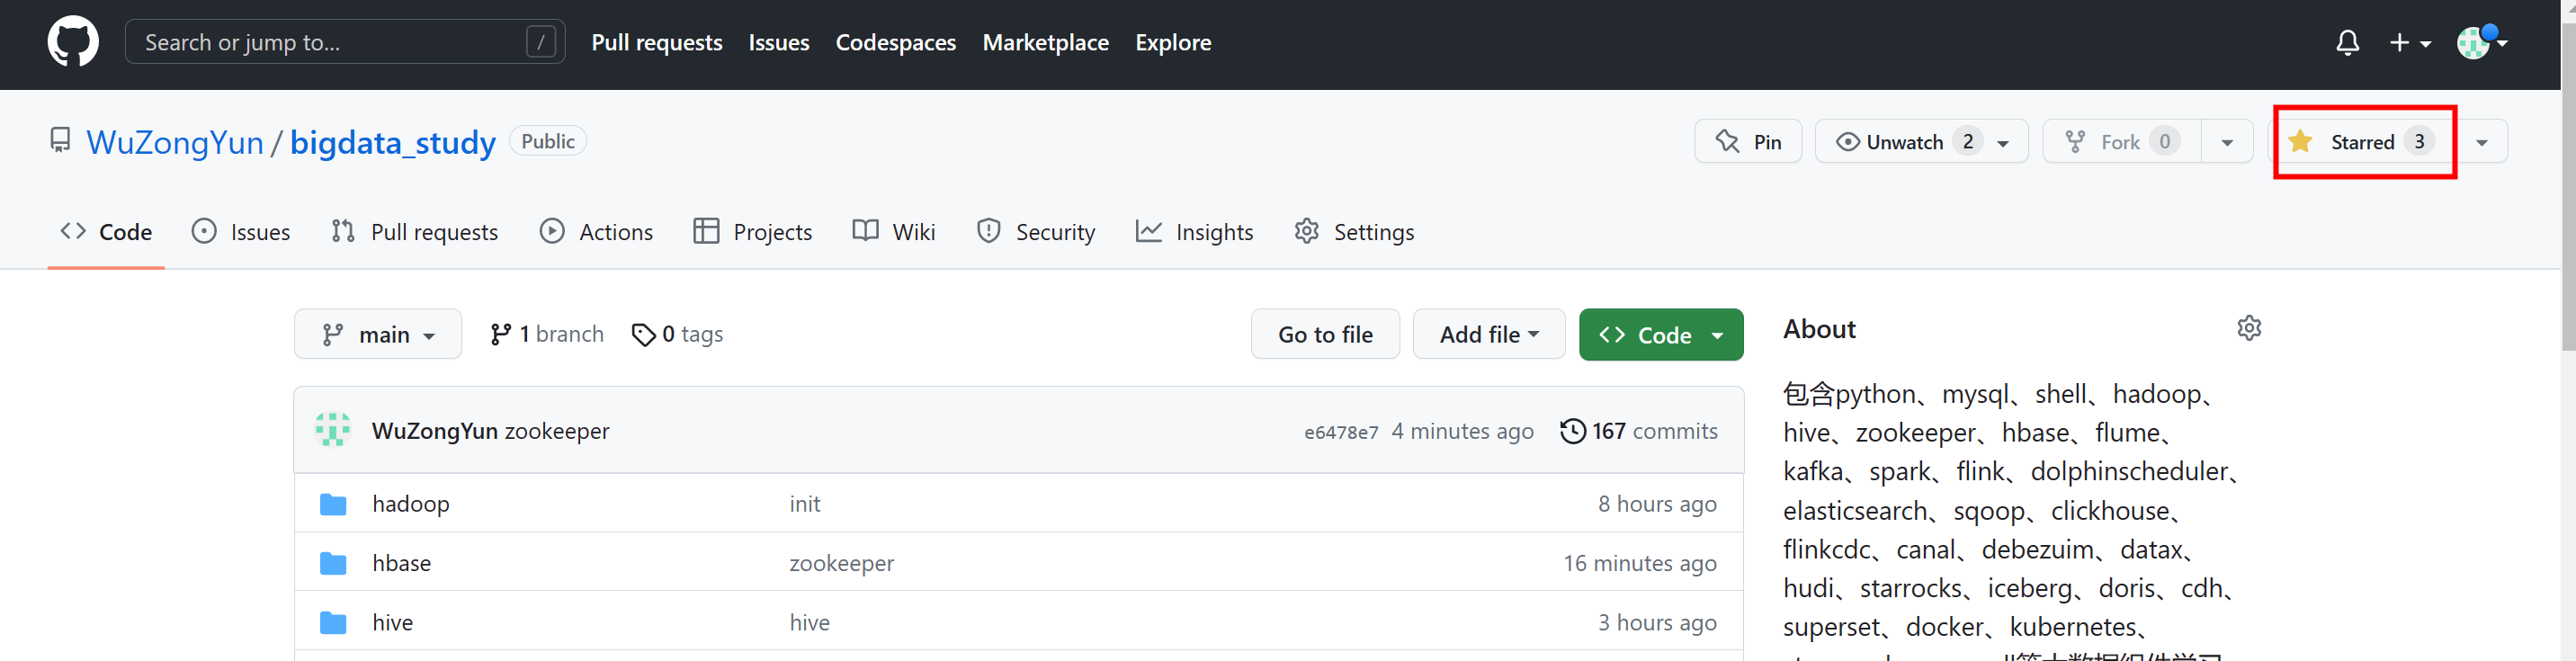 Search or jump to... / Pull requests Issues Codespaces Marketplace Explore
WuZongYun / bigdata_study Public Pin Unwatch 2 Fork 0 Starred 3
Code Issues Pull requests Actions Projects Wiki Security Insights Settings
main 1 branch 0 tags Go to file Add file Code
WuZongYun zookeeper e6478e7 4 minutes ago 167 commits
hadoop init 8 hours ago
hbase zookeeper 16 minutes ago
hive hive 3 hours ago
About
包含python、mysql、shell、hadoop、
hive、zookeeper、hbase、flume、
kafka、spark、flink、dolphinscheduler、
elasticsearch、sqoop、clickhouse、
flinkcdc、canal、debezuim、datax、
hudi、starrocks、iceberg、doris、cdh、
superset、docker、kubernetes、